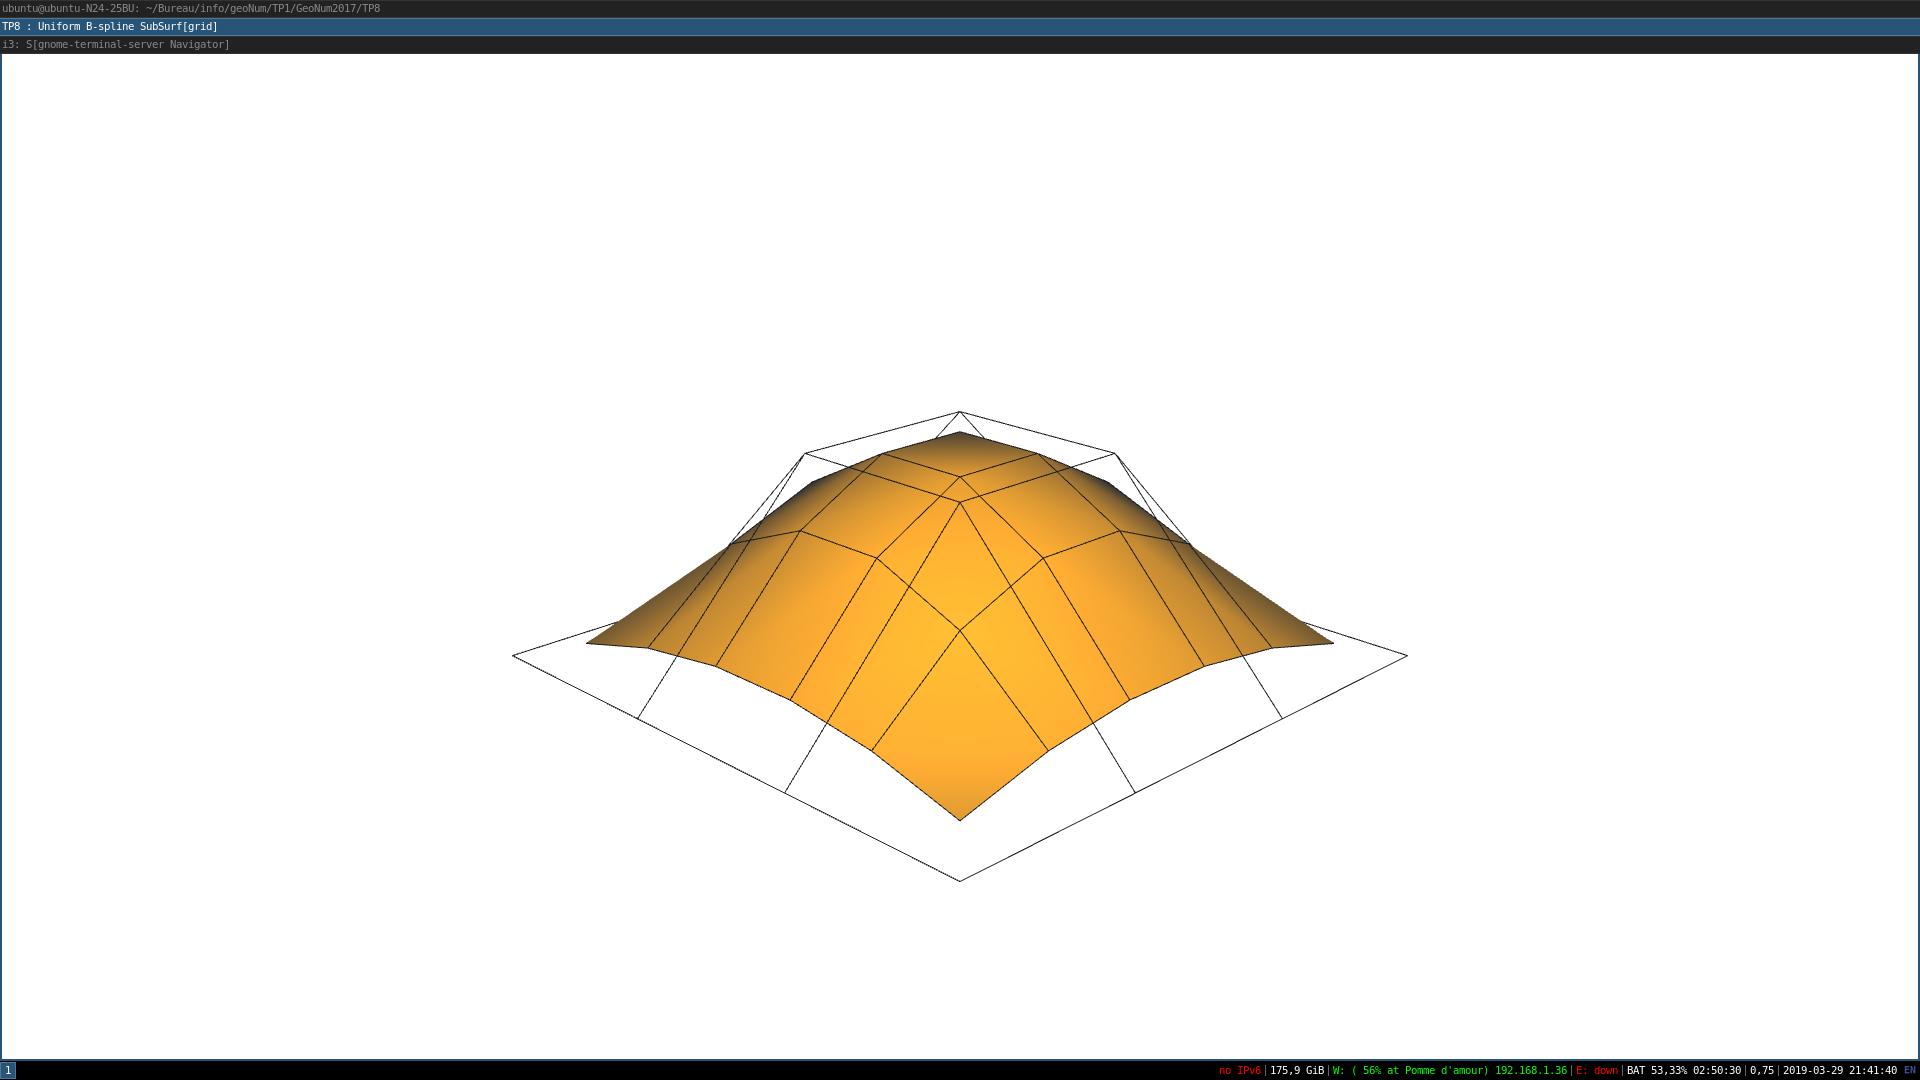 ubuntu@ubuntu-N24-25BU: ~/Bureau/info/geoNum/TP1/GeoNum2017/TP8
TP8 : Uniform B-spline SubSurf[grid]
i3: S[gnome-terminal-server Navigator]
1 no IPv6|175,9 GiB|W: ( 56% at Pomme d'amour) 192.168.1.36|E: down|BAT 53,33% 02:50:30|0,75|2019-03-29 21:41:40 EN